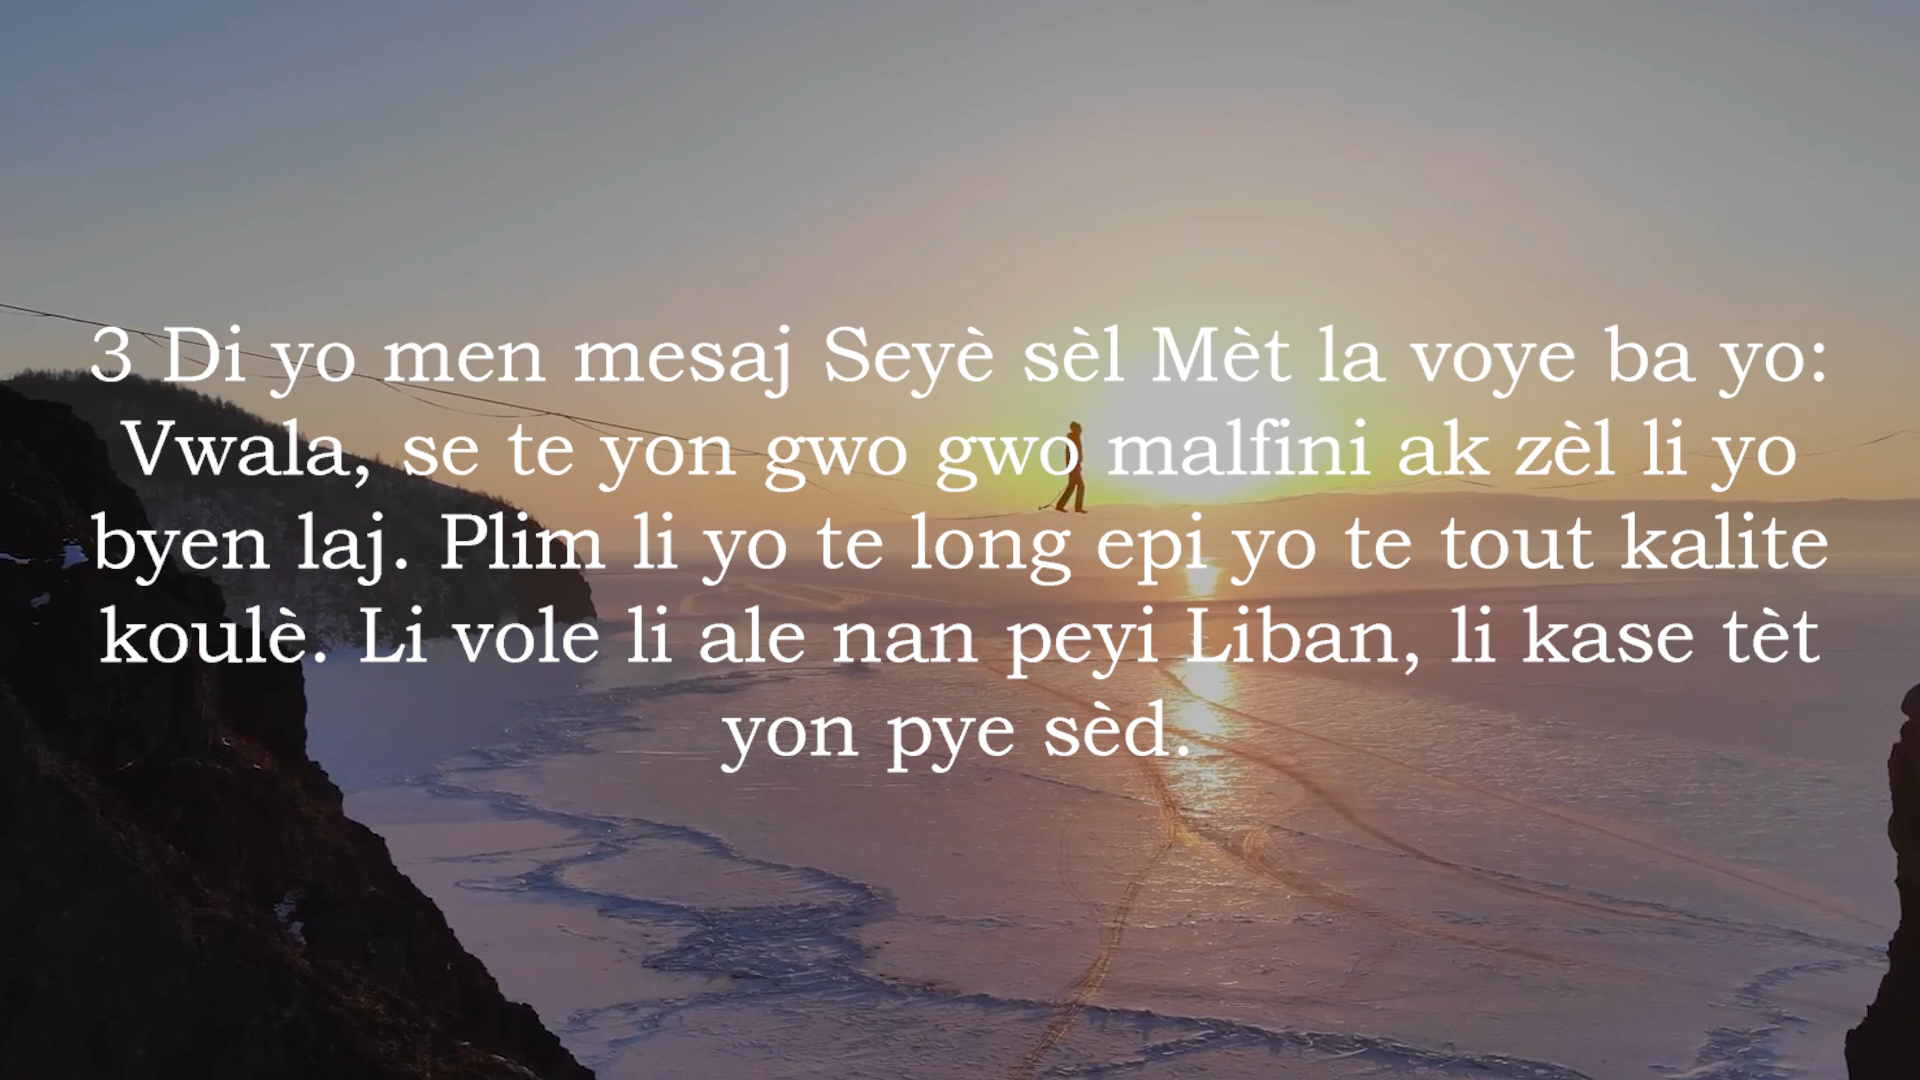 3 Di yo men mesaj Seyè sèl Mèt la voye ba yo:
Vwala, se te yon gwo gwo malfini ak zèl li yo
byen laj. Plim li yo te long epi yo te tout kalite
koulè. Li vole li ale nan peyi Liban, li kase tèt
yon pye sèd.